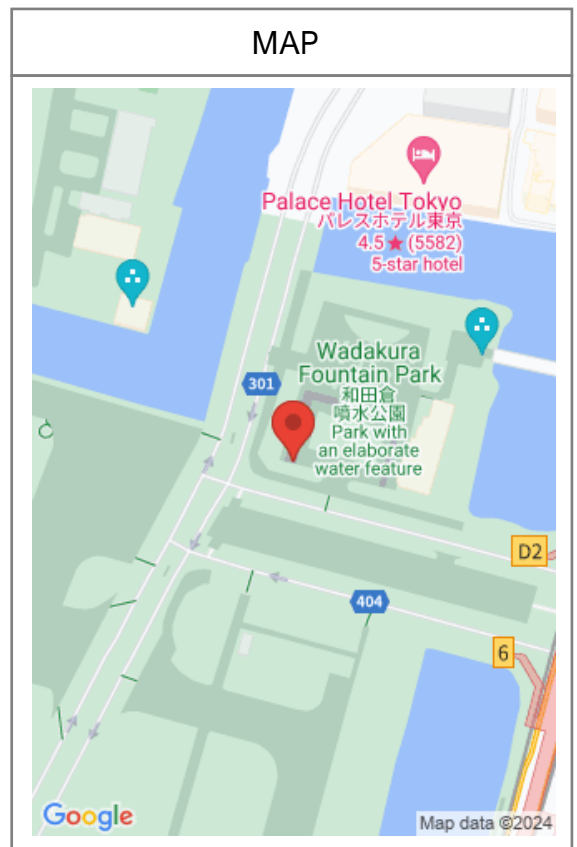 MAP
Palace Hotel Tokyo
パレスホテル東京
4.5★(5582)
5-star hotel
Wadakura
Fountain Park
和田倉
噴水公園
Park with
an elaborate
water feature
301
D2
404
6
Google
Map data ©2024